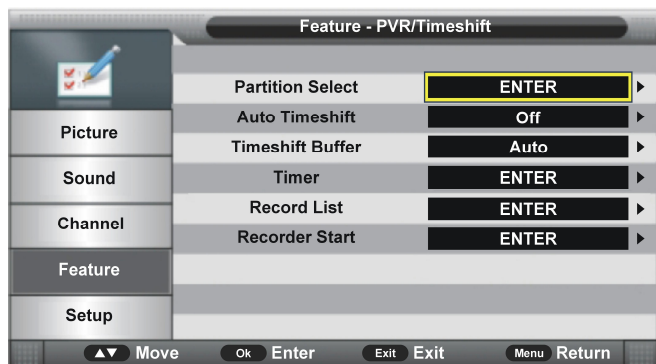 Feature - PVR/Timeshift
Partition Select ENTER
Auto Timeshift Off
Timeshift Buffer Auto
Timer ENTER
Record List ENTER
Recorder Start ENTER
Picture
Sound
Channel
Feature
Setup
Move Ok Enter Exit Exit Menu Return